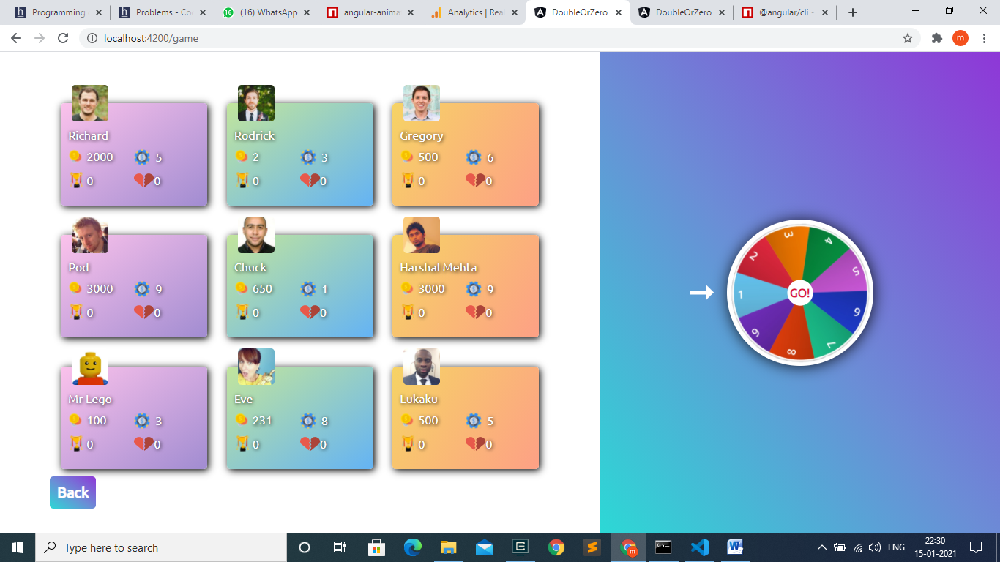 Programming
Problems - Co
(16) WhatsApp
angular-anima
Analytics | Rea
DoubleOrZero
DoubleOrZero
@angular/cli -
localhost:4200/game
m
Richard
2000 5
0 0
Rodrick
2 3
0 0
Gregory
500 6
0 0
Pod
3000 9
0 0
Chuck
650 1
0 0
Harshal Mehta
3000 9
0 0
Mr Lego
100 3
0 0
Eve
231 8
0 0
Lukaku
500 5
0 0
Back
1
2
3
4
5
6
7
8
9
GO!
Type here to search
ENG
22:30
15-01-2021